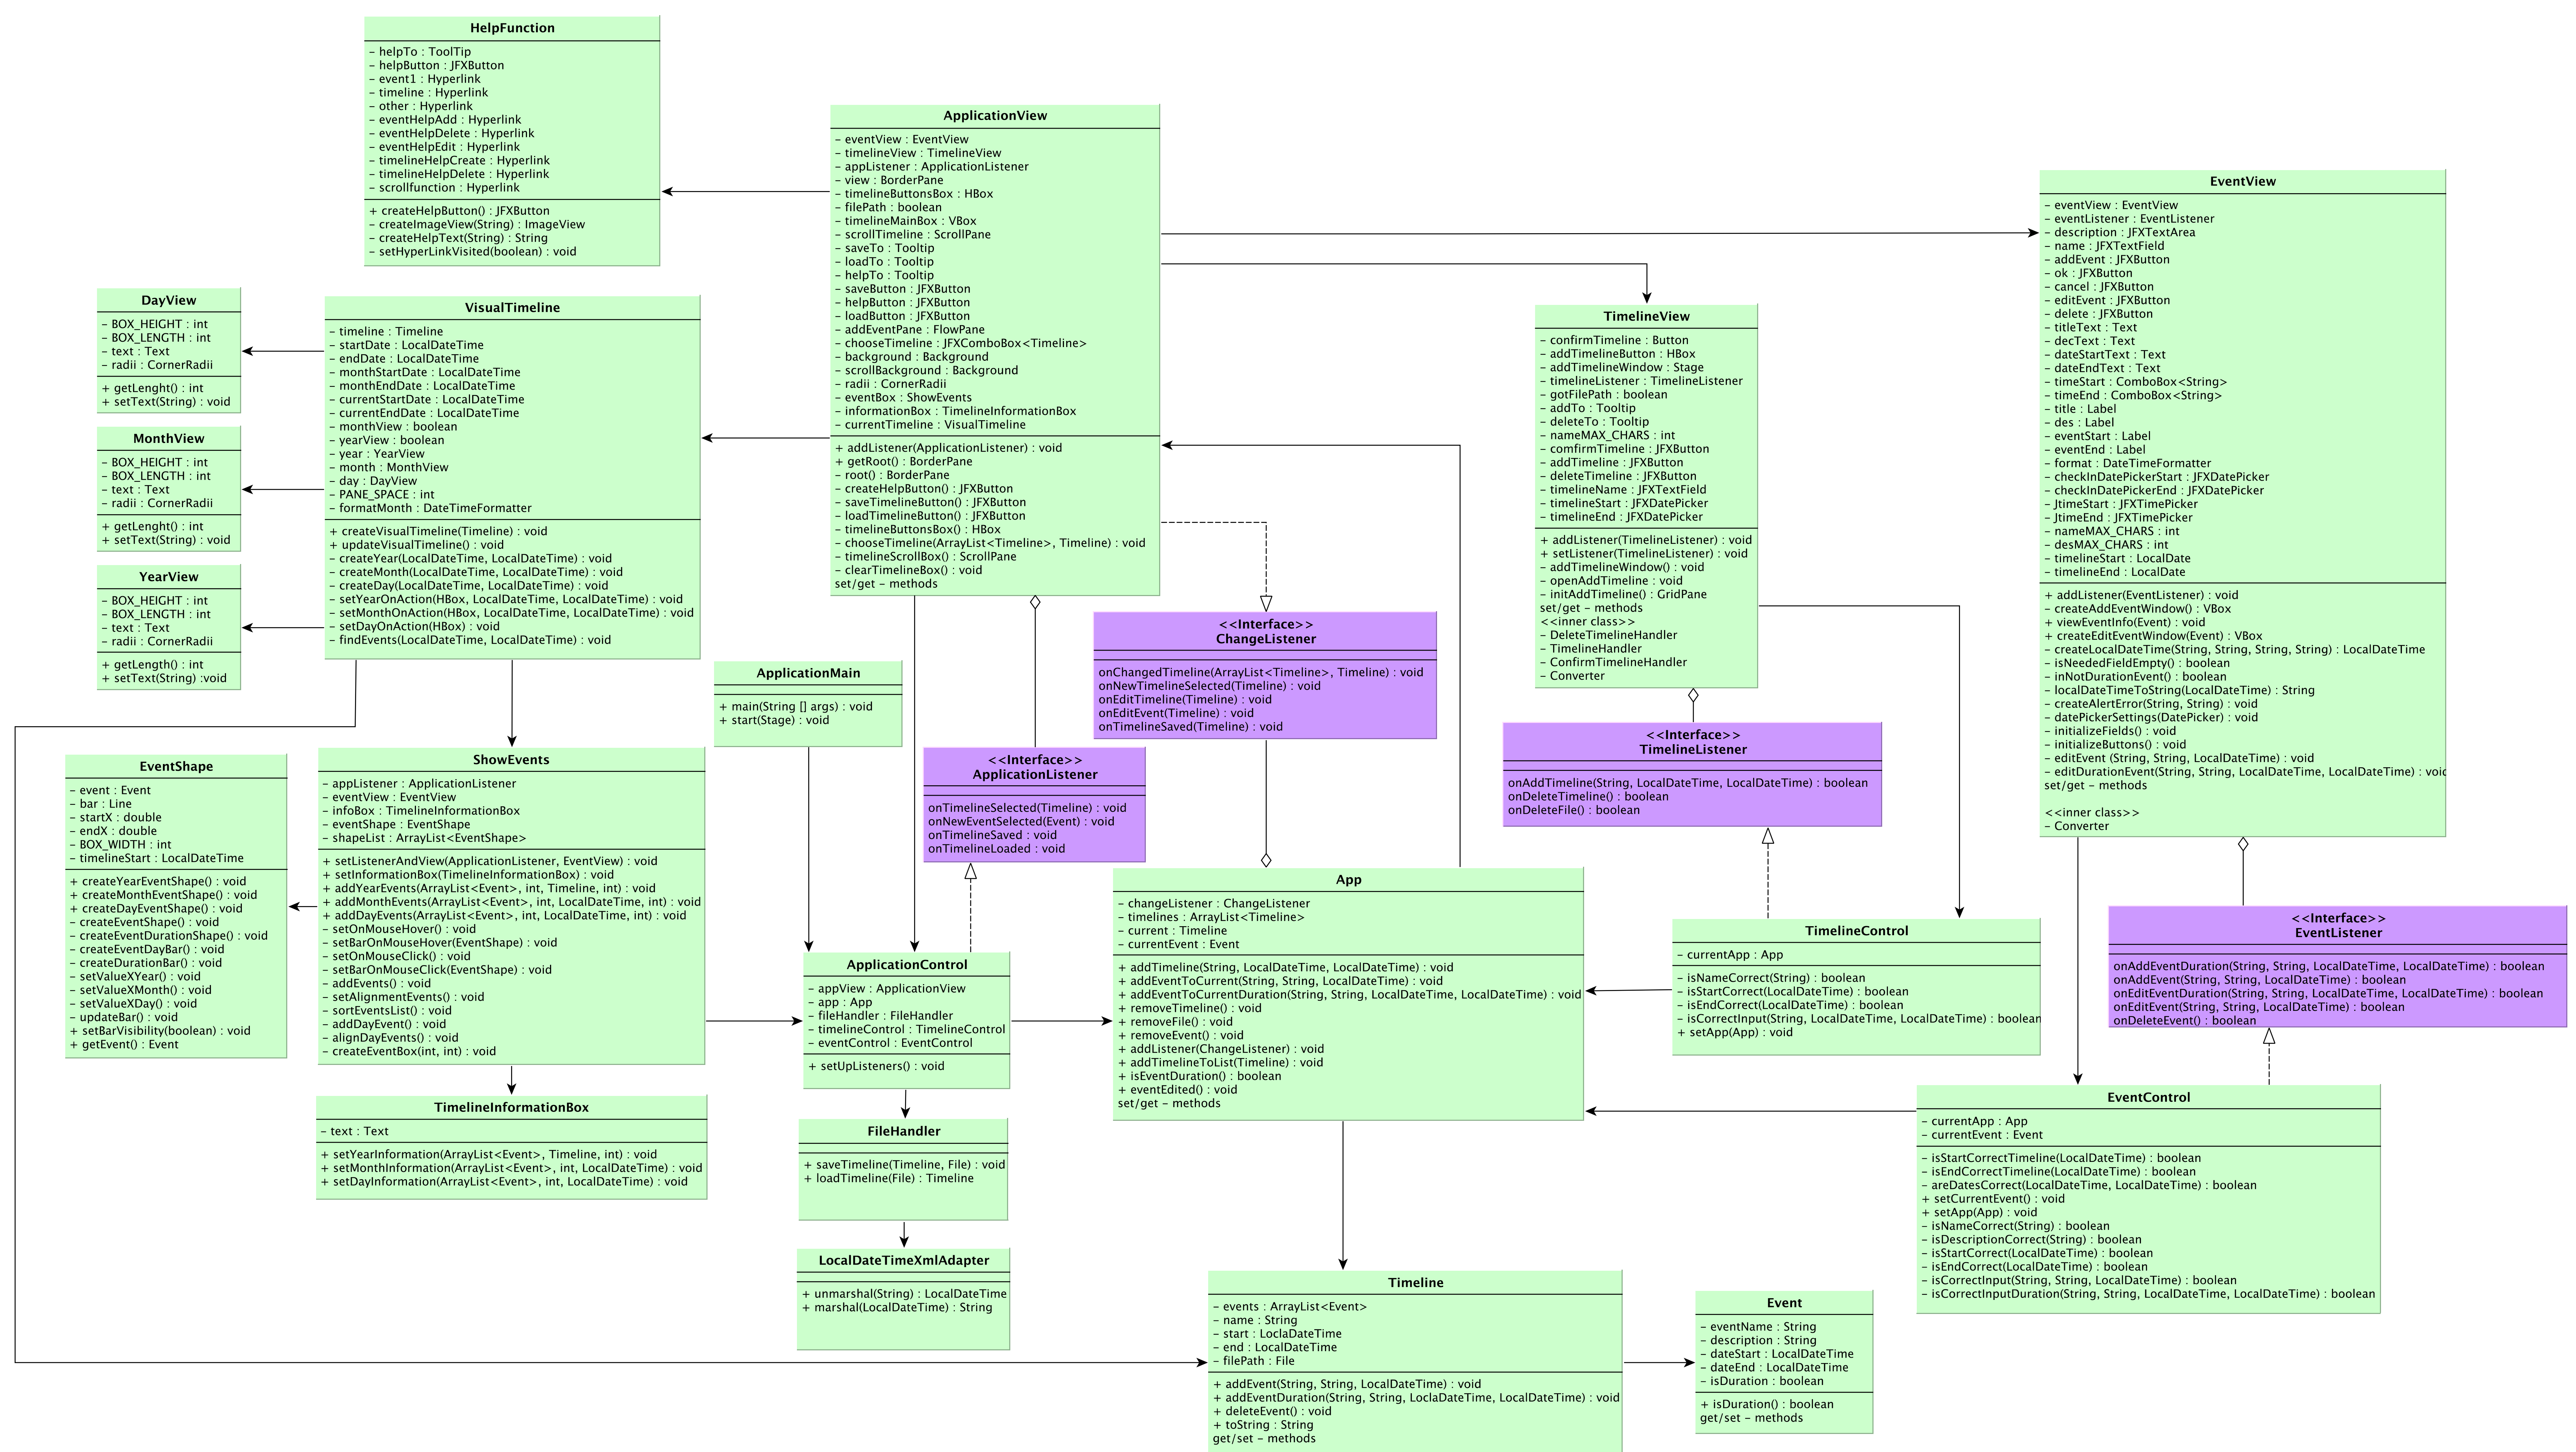 HelpFunction
– helpTo : ToolTip
– helpButton : JFXButton
– event1 : Hyperlink
– timeline : Hyperlink
– other : Hyperlink
– eventHelpAdd : Hyperlink
– eventHelpDelete : Hyperlink
– eventHelpEdit : Hyperlink
– timelineHelpCreate : Hyperlink
– timelineHelpDelete : Hyperlink
– scrollfunction : Hyperlink
+ createHelpButton() : JFXButton
– createImageView(String) : ImageView
– createHelpText(String) : String
– setHyperLinkVisited(boolean) : void
ApplicationView
– eventView : EventView
– timelineView : TimelineView
– appListener : ApplicationListener
– view : BorderPane
– timelineButtonsBox : HBox
– filePath : boolean
– timelineMainBox : VBox
– scrollTimeline : ScrollPane
– saveTo : Tooltip
– loadTo : Tooltip
– helpTo : Tooltip
– saveButton : JFXButton
– helpButton : JFXButton
– loadButton : JFXButton
– addEventPane : FlowPane
– chooseTimeline : JFXComboBox<Timeline>
– background : Background
– scrollBackground : Background
– radii : CornerRadii
– eventBox : ShowEvents
– informationBox : TimelineInformationBox
– currentTimeline : VisualTimeline
+ addListener(ApplicationListener) : void
+ getRoot() : BorderPane
– root() : BorderPane
– createHelpButton() : JFXButton
– saveTimelineButton() : JFXButton
– loadTimelineButton() : JFXButton
– timelineButtonsBox() : HBox
– chooseTimeline(ArrayList<Timeline>, Timeline) : void
– timelineScrollBox() : ScrollPane
– clearTimelineBox() : void
set/get – methods
EventView
– eventView : EventView
– eventListener : EventListener
– description : JFXTextArea
– name : JFXTextField
– addEvent : JFXButton
– ok : JFXButton
– cancel : JFXButton
– editEvent : JFXButton
– delete : JFXButton
– titleText : Text
– decText : Text
– dateStartText : Text
– dateEndText : Text
– timeStart : ComboBox<String>
– timeEnd : ComboBox<String>
– title : Label
– des : Label
– eventStart : Label
– eventEnd : Label
– format : DateTimeFormatter
– checkInDatePickerStart : JFXDatePicker
– checkInDatePickerEnd : JFXDatePicker
– JtimeStart : JFXTimePicker
– JtimeEnd : JFXTimePicker
– nameMAX_CHARS : int
– desMAX_CHARS : int
– timelineStart : LocalDate
– timelineEnd : LocalDate
+ addListener(EventListener) : void
– createAddEventWindow() : VBox
+ viewEventInfo(Event) : void
+ createEditEventWindow(Event) : VBox
– createLocalDateTime(String, String, String, String) : LocalDateTime
– isNeededFieldEmpty() : boolean
– inNotDurationEvent() : boolean
– localDateTimeToString(LocalDateTime) : String
– createAlertError(String, String) : void
– datePickerSettings(DatePicker) : void
– initializeFields() : void
– initializeButtons() : void
– editEvent (String, String, LocalDateTime) : void
– editDurationEvent(String, String, LocalDateTime, LocalDateTime) : void
set/get – methods
<<inner class>>
– Converter
DayView
– BOX_HEIGHT : int
– BOX_LENGTH : int
– text : Text
– radii : CornerRadii
+ getLenght() : int
+ setText(String) : void
VisualTimeline
– timeline : Timeline
– startDate : LocalDateTime
– endDate : LocalDateTime
– monthStartDate : LocalDateTime
– monthEndDate : LocalDateTime
– currentStartDate : LocalDateTime
– currentEndDate : LocalDateTime
– monthView : boolean
– yearView : boolean
– year : YearView
– month : MonthView
– day : DayView
– PANE_SPACE : int
– formatMonth : DateTimeFormatter
+ createVisualTimeline(Timeline) : void
+ updateVisualTimeline() : void
– createYear(LocalDateTime, LocalDateTime) : void
– createMonth(LocalDateTime, LocalDateTime) : void
– createDay(LocalDateTime, LocalDateTime) : void
– setYearOnAction(HBox, LocalDateTime, LocalDateTime) : void
– setMonthOnAction(HBox, LocalDateTime, LocalDateTime) : void
– setDayOnAction(HBox) : void
– findEvents(LocalDateTime, LocalDateTime) : void
TimelineView
– confirmTimeline : Button
– addTimelineButton : HBox
– addTimelineWindow : Stage
– timelineListener : TimelineListener
– gotFilePath : boolean
– addTo : Tooltip
– deleteTo : Tooltip
– nameMAX_CHARS : int
– comfirmTimeline : JFXButton
– addTimeline : JFXButton
– deleteTimeline : JFXButton
– timelineName : JFXTextField
– timelineStart : JFXDatePicker
– timelineEnd : JFXDatePicker
+ addListener(TimelineListener) : void
+ setListener(TimelineListener) : void
– addTimelineWindow() : void
– openAddTimeline : void
– initAddTimeline() : GridPane
set/get – methods
<<inner class>>
– DeleteTimelineHandler
– TimelineHandler
– ConfirmTimelineHandler
– Converter
MonthView
– BOX_HEIGHT : int
– BOX_LENGTH : int
– text : Text
– radii : CornerRadii
+ getLenght() : int
+ setText(String) : void
YearView
– BOX_HEIGHT : int
– BOX_LENGTH : int
– text : Text
– radii : CornerRadii
+ getLength() : int
+ setText(String) :void
ApplicationMain
+ main(String [] args) : void
+ start(Stage) : void
<<Interface>>
ChangeListener
onChangedTimeline(ArrayList<Timeline>, Timeline) : void
onNewTimelineSelected(Timeline) : void
onEditTimeline(Timeline) : void
onEditEvent(Timeline) : void
onTimelineSaved(Timeline) : void
<<Interface>>
TimelineListener
onAddTimeline(String, LocalDateTime, LocalDateTime) : boolean
onDeleteTimeline() : boolean
onDeleteFile() : boolean
EventShape
– event : Event
– bar : Line
– startX : double
– endX : double
– BOX_WIDTH : int
– timelineStart : LocalDateTime
+ createYearEventShape() : void
+ createMonthEventShape() : void
+ createDayEventShape() : void
– createEventShape() : void
– createEventDurationShape() : void
– createEventDayBar() : void
– createDurationBar() : void
– setValueXYear() : void
– setValueXMonth() : void
– setValueXDay() : void
– updateBar() : void
+ setBarVisibility(boolean) : void
+ getEvent() : Event
ShowEvents
– appListener : ApplicationListener
– eventView : EventView
– infoBox : TimelineInformationBox
– eventShape : EventShape
– shapeList : ArrayList<EventShape>
+ setListenerAndView(ApplicationListener, EventView) : void
+ setInformationBox(TimelineInformationBox) : void
+ addYearEvents(ArrayList<Event>, int, Timeline, int) : void
+ addMonthEvents(ArrayList<Event>, int, LocalDateTime, int) : void
+ addDayEvents(ArrayList<Event>, int, LocalDateTime, int) : void
– setOnMouseHover() : void
– setBarOnMouseHover(EventShape) : void
– setOnMouseClick() : void
– setBarOnMouseClick(EventShape) : void
– addEvents() : void
– setAlignmentEvents() : void
– sortEventsList() : void
– addDayEvent() : void
– alignDayEvents() : void
– createEventBox(int, int) : void
<<Interface>>
ApplicationListener
onTimelineSelected(Timeline) : void
onNewEventSelected(Event) : void
onTimelineSaved : void
onTimelineLoaded : void
App
– changeListener : ChangeListener
– timelines : ArrayList<Timeline>
– current : Timeline
– currentEvent : Event
+ addTimeline(String, LocalDateTime, LocalDateTime) : void
+ addEventToCurrent(String, String, LocalDateTime) : void
+ addEventToCurrentDuration(String, String, LocalDateTime, LocalDateTime) : void
+ removeTimeline() : void
+ removeFile() : void
+ removeEvent() : void
+ addListener(ChangeListener) : void
+ addTimelineToList(Timeline) : void
+ isEventDuration() : boolean
+ eventEdited() : void
set/get – methods
TimelineControl
– currentApp : App
– isNameCorrect(String) : boolean
– isStartCorrect(LocalDateTime) : boolean
– isEndCorrect(LocalDateTime) : boolean
– isCorrectInput(String, LocalDateTime, LocalDateTime) : boolean
+ setApp(App) : void
<<Interface>>
EventListener
onAddEventDuration(String, String, LocalDateTime, LocalDateTime) : boolean
onAddEvent(String, String, LocalDateTime) : boolean
onEditEventDuration(String, String, LocalDateTime, LocalDateTime) : boolean
onEditEvent(String, String, LocalDateTime) : boolean
onDeleteEvent() : boolean
ApplicationControl
– appView : ApplicationView
– app : App
– fileHandler : FileHandler
– timelineControl : TimelineControl
– eventControl : EventControl
+ setUpListeners() : void
TimelineInformationBox
– text : Text
+ setYearInformation(ArrayList<Event>, Timeline, int) : void
+ setMonthInformation(ArrayList<Event>, int, LocalDateTime) : void
+ setDayInformation(ArrayList<Event>, int, LocalDateTime) : void
FileHandler
+ saveTimeline(Timeline, File) : void
+ loadTimeline(File) : Timeline
EventControl
– currentApp : App
– currentEvent : Event
– isStartCorrectTimeline(LocalDateTime) : boolean
– isEndCorrectTimeline(LocalDateTime) : boolean
– areDatesCorrect(LocalDateTime, LocalDateTime) : boolean
+ setCurrentEvent() : void
+ setApp(App) : void
– isNameCorrect(String) : boolean
– isDescriptionCorrect(String) : boolean
– isStartCorrect(LocalDateTime) : boolean
– isEndCorrect(LocalDateTime) : boolean
– isCorrectInput(String, String, LocalDateTime) : boolean
– isCorrectInputDuration(String, String, LocalDateTime, LocalDateTime) : boolean
LocalDateTimeXmlAdapter
+ unmarshal(String) : LocalDateTime
+ marshal(LocalDateTime) : String
Timeline
– events : ArrayList<Event>
– name : String
– start : LoclaDateTime
– end : LocalDateTime
– filePath : File
+ addEvent(String, String, LocalDateTime) : void
+ addEventDuration(String, String, LoclaDateTime, LocalDateTime) : void
+ deleteEvent() : void
+ toString : String
get/set – methods
Event
– eventName : String
– description : String
– dateStart : LocalDateTime
– dateEnd : LocalDateTime
– isDuration : boolean
+ isDuration() : boolean
get/set – methods